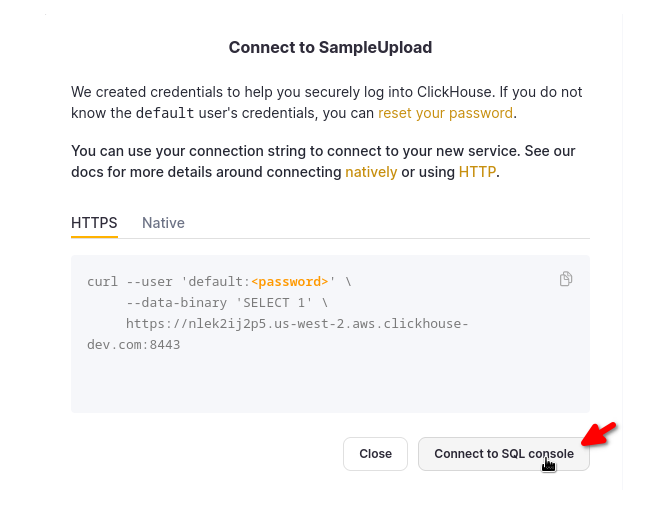 Connect to SampleUpload
We created credentials to help you securely log into ClickHouse. If you do not
know the default user's credentials, you can reset your password.
You can use your connection string to connect to your new service. See our
docs for more details around connecting natively or using HTTP.
HTTPS Native
curl --user 'default:<password>' \
--data-binary 'SELECT 1' \
https://nlek2ij2p5.us-west-2.aws.clickhouse-
dev.com:8443
Close Connect to SQL console